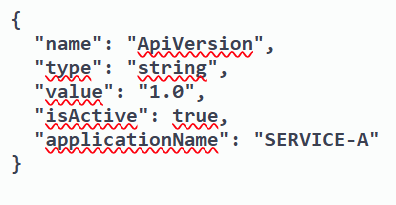 {
  "name": "ApiVersion",
  "type": "string",
  "value": "1.0",
  "isActive": true,
  "applicationName": "SERVICE-A"
}